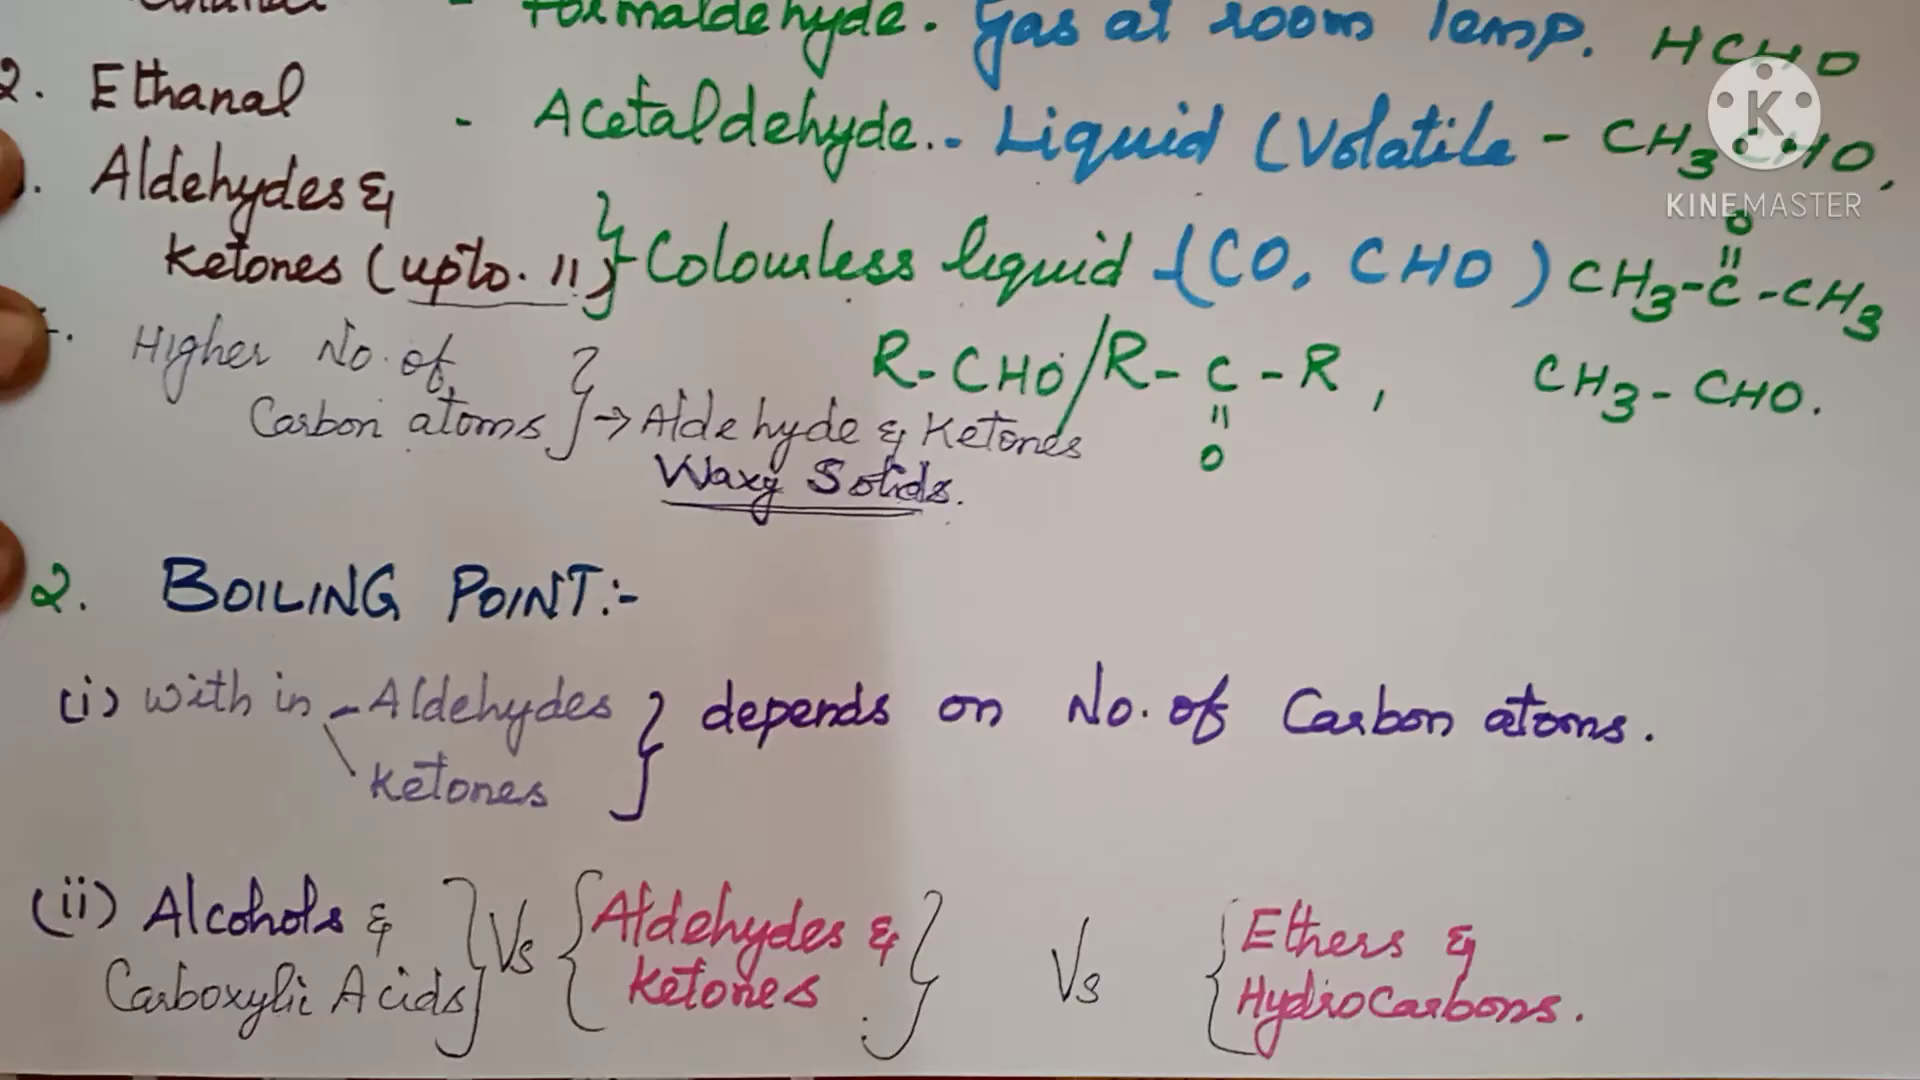 - Formaldehyde. Gas at room Temp. HCHO
2. Ethanal - Acetaldehyde.- Liquid (Volatile - CH3CHO,
K
KINEMASTER
Aldehydes &
Ketones (upto. 11) } Colourless liquid - (CO, CHO) CH3-C-CH3
O
||
Higher No. of
Carbon atoms } → Aldehyde & Ketones
Waxy Solids.
R-CHO/R-C-R, CH3-CHO.
||
O
2. BOILING POINT:-
(i) With in - Aldehydes } depends on No. of Carbon atoms.
\ Ketones
(ii) Alcohols & } Vs { Aldehydes & } Vs { Ethers &
Carboxylic Acids Ketones Hydrocarbons.